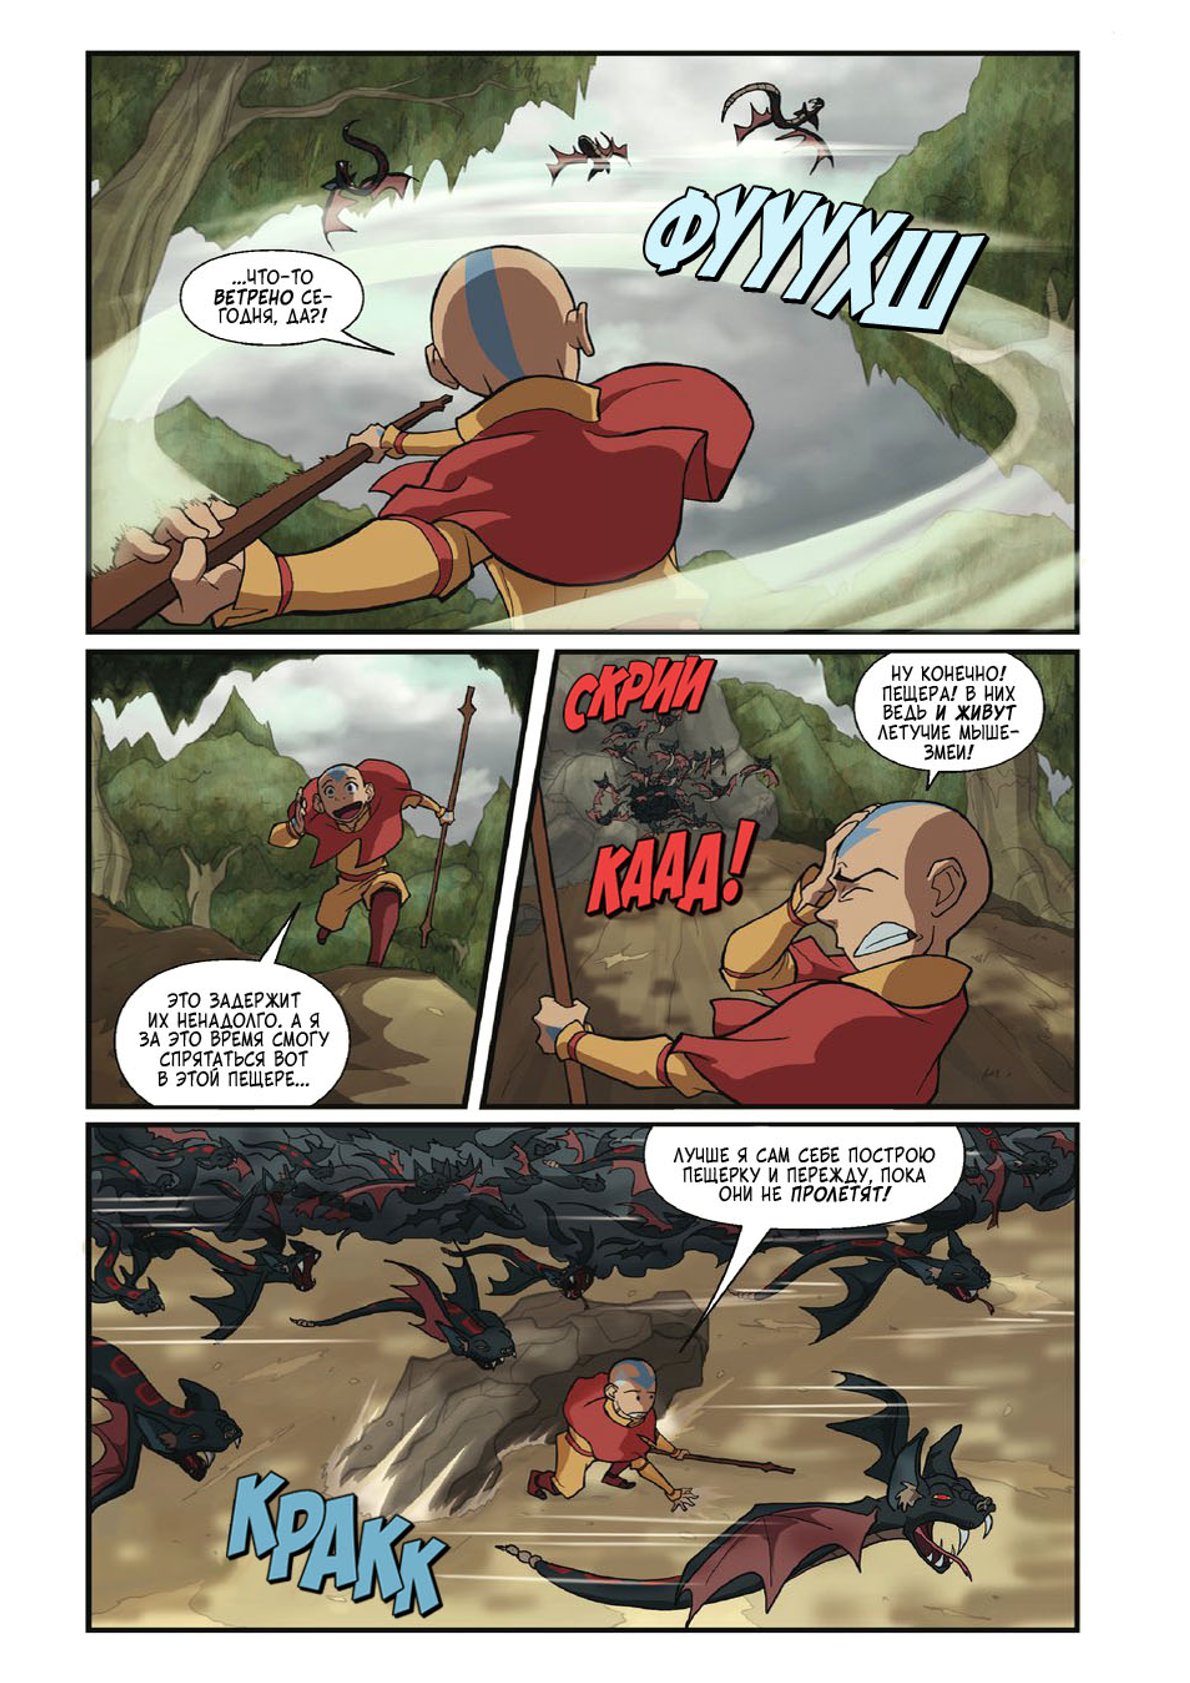 ...ЧТО-ТО
ВЕТРЕНО СЕ-
ГОДНЯ, ДА?!
ФУУУХШ
ЭТО ЗАДЕРЖИТ
ИХ НЕНАДОЛГО. А Я
ЗА ЭТО ВРЕМЯ СМОГУ
СПРЯТАТЬСЯ ВОТ
В ЭТОЙ ПЕЩЕРЕ...
СКРИИ
КААА!
НУ КОНЕЧНО!
ПЕЩЕРА! В НИХ
ВЕДЬ И ЖИВУТ
ЛЕТУЧИЕ МЫШЕ-
ЗМЕИ!
ЛУЧШЕ Я САМ СЕБЕ ПОСТРОЮ
ПЕЩЕРКУ И ПЕРЕЖДУ, ПОКА
ОНИ НЕ ПРОЛЕТЯТ!
КРАКК